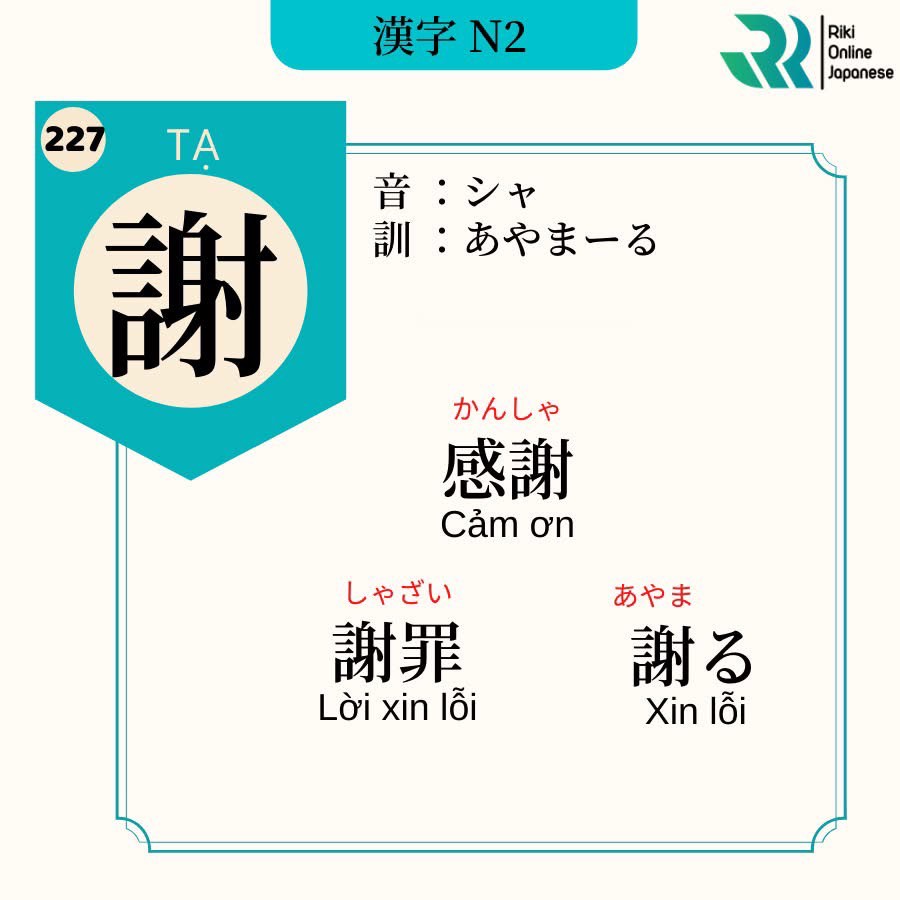 漢字 N2
Riki
Online
Japanese
227
TẠ
謝
音 ：シャ
訓 ：あやまーる
かんしゃ
感謝
Cảm ơn
しゃざい
謝罪
Lời xin lỗi
あやま
謝る
Xin lỗi